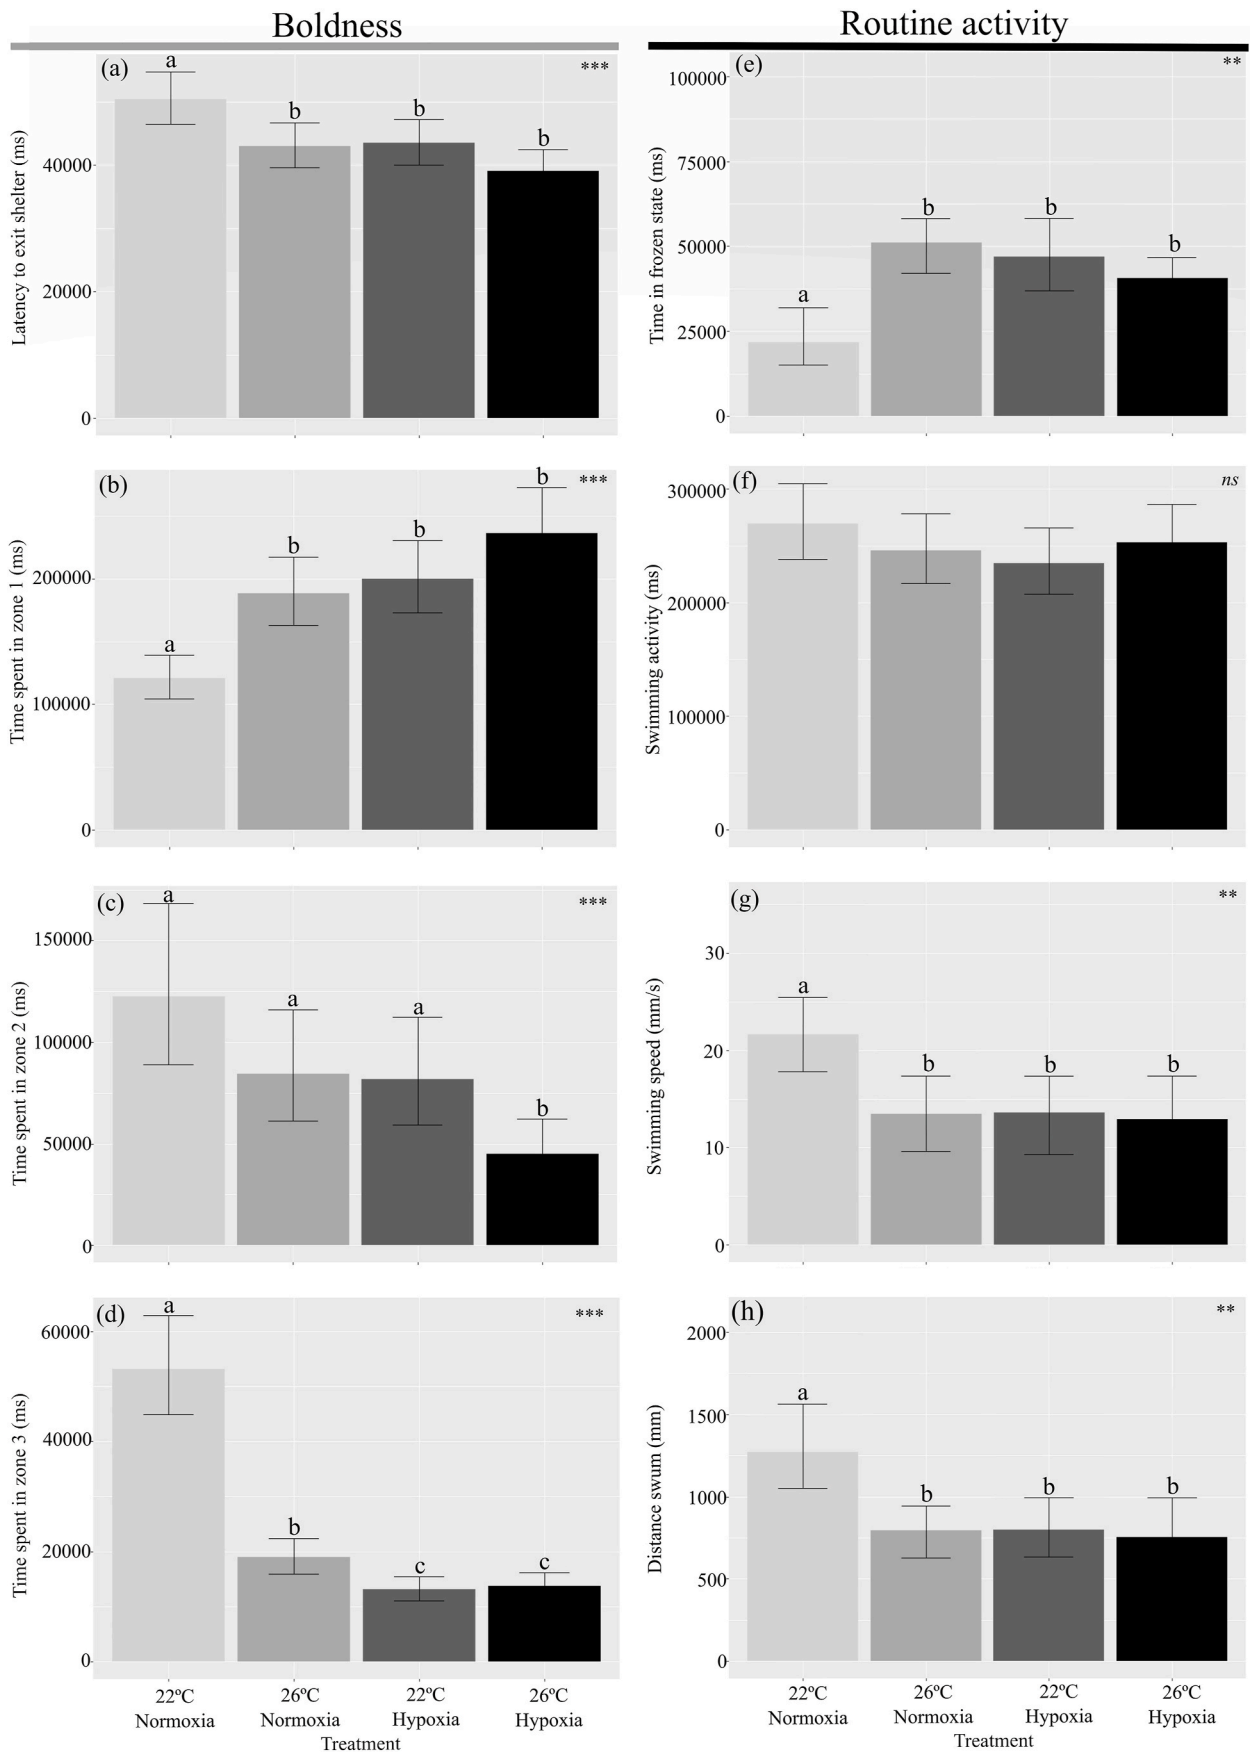 Boldness
Routine activity
(a)
***
a
b
b
b
Latency to exit shelter (ms)
40000
20000
0
(e)
**
100000
75000
50000
25000
0
Time in frozen state (ms)
a
b
b
b
(b)
***
a
b
b
b
Time spent in zone 1 (ms)
200000
100000
0
(f)
ns
300000
200000
100000
0
Swimming activity (ms)
(c)
***
a
a
a
b
Time spent in zone 2 (ms)
150000
100000
50000
0
(g)
**
a
b
b
b
Swimming speed (mm/s)
30
20
10
0
(d)
***
a
b
c
c
Time spent in zone 3 (ms)
60000
40000
20000
0
22ºC
Normoxia
26ºC
Normoxia
22ºC
Hypoxia
26ºC
Hypoxia
Treatment
(h)
**
a
b
b
b
Distance swum (mm)
2000
1500
1000
500
0
22ºC
Normoxia
26ºC
Normoxia
22ºC
Hypoxia
26ºC
Hypoxia
Treatment